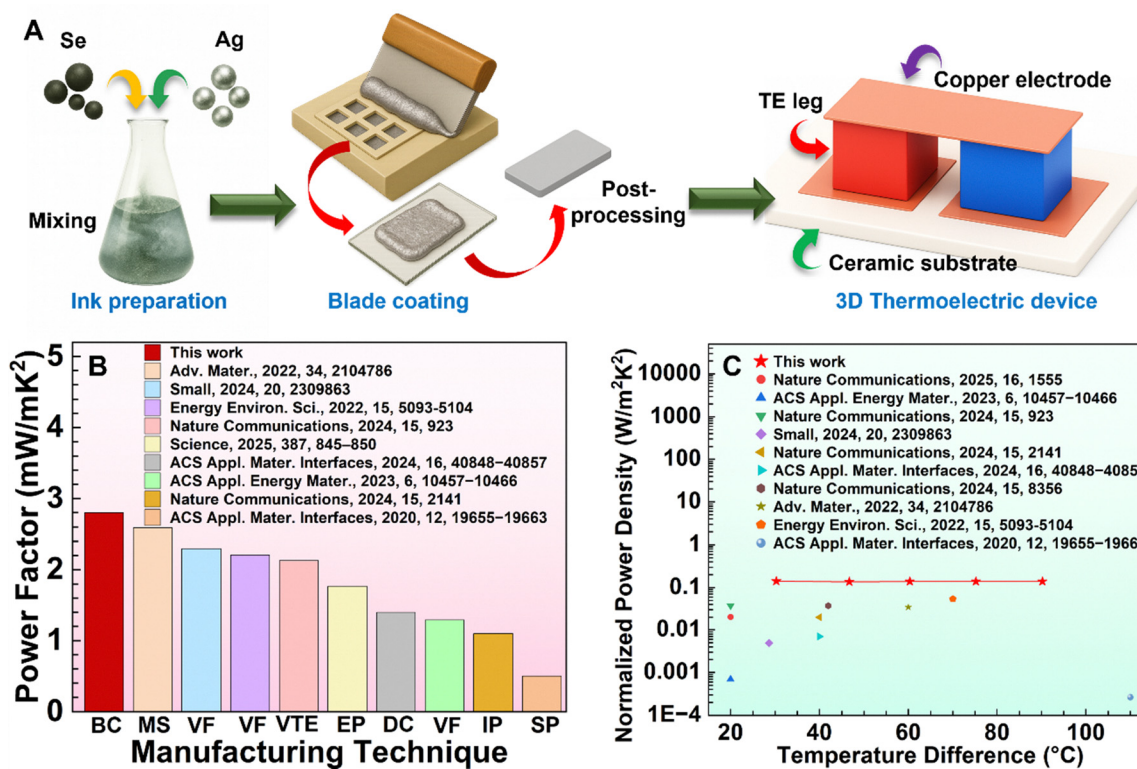 A
Se
Ag
Mixing
Ink preparation
Blade coating
Post-
processing
Copper electrode
TE leg
Ceramic substrate
3D Thermoelectric device
B
Power Factor (mW/mK²)
5
4
3
2
1
0
This work
Adv. Mater., 2022, 34, 2104786
Small, 2024, 20, 2309863
Energy Environ. Sci., 2022, 15, 5093-5104
Nature Communications, 2024, 15, 923
Science, 2025, 387, 845–850
ACS Appl. Mater. Interfaces, 2024, 16, 40848−40857
ACS Appl. Energy Mater., 2023, 6, 10457−10466
Nature Communications, 2024, 15, 2141
ACS Appl. Mater. Interfaces, 2020, 12, 19655−19663
BC MS VF VF VTE EP DC VF IP SP
Manufacturing Technique
C
Normalized Power Density (W/m²K²)
10000
1000
100
10
1
0.1
0.01
0.001
1E−4
This work
Nature Communications, 2025, 16, 1555
ACS Appl. Energy Mater., 2023, 6, 10457−10466
Nature Communications, 2024, 15, 923
Small, 2024, 20, 2309863
Nature Communications, 2024, 15, 2141
ACS Appl. Mater. Interfaces, 2024, 16, 40848−4085
Nature Communications, 2024, 15, 8356
Adv. Mater., 2022, 34, 2104786
Energy Environ. Sci., 2022, 15, 5093-5104
ACS Appl. Mater. Interfaces, 2020, 12, 19655−1966
20 40 60 80 100
Temperature Difference (°C)